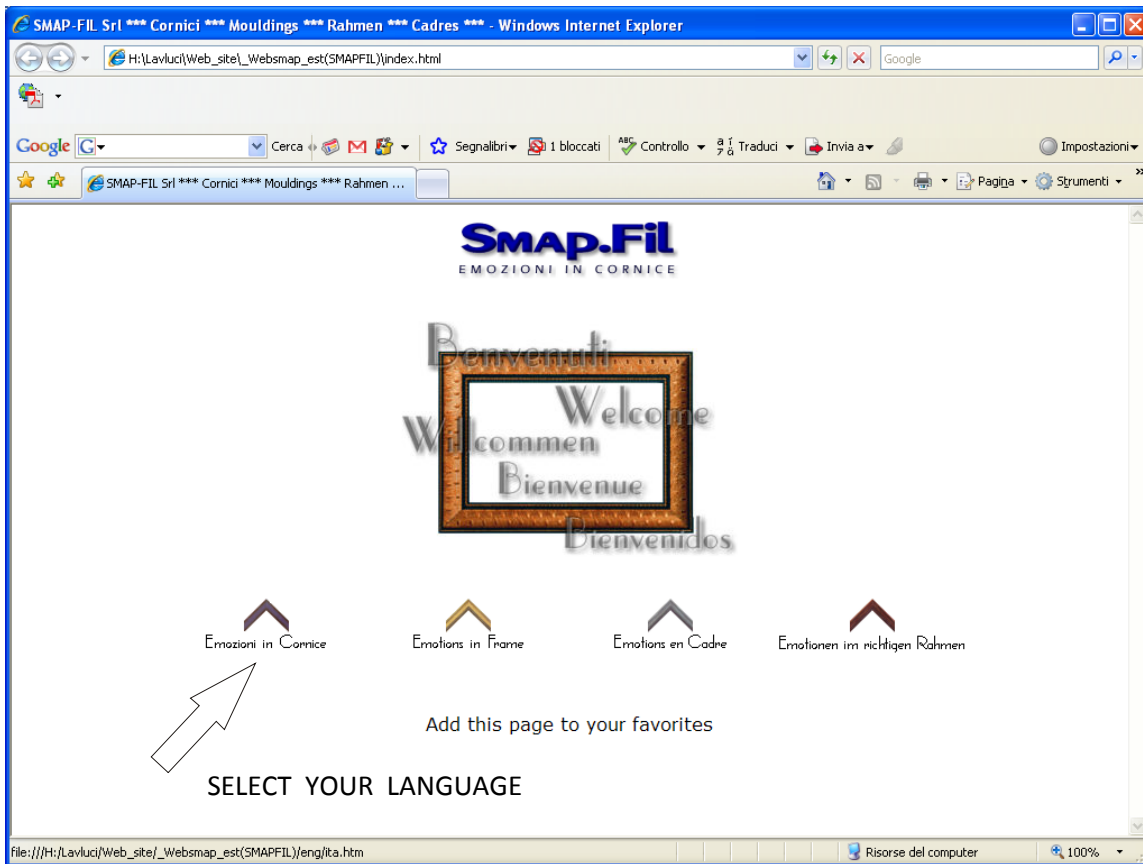 SMAP-FIL Srl *** Cornici *** Mouldings *** Rahmen *** Cadres *** - Windows Internet Explorer
H:\Lavluci\Web_site\_Websmap_est(SMAPFIL)\index.html
Google
Google G Cerca Segnalibri 1 bloccati ABC Controllo Traduci Invia a Impostazioni
SMAP-FIL Srl *** Cornici *** Mouldings *** Rahmen ... Pagina Strumenti »
SMAP.FIL
EMOZIONI IN CORNICE
Benvenuti
Welcome
Willcommen
Bienvenue
Bienvenidos
Emozioni in Cornice Emotions in Frame Emotions en Cadre Emotionen im richtigen Rahmen
Add this page to your favorites
SELECT YOUR LANGUAGE
file:///H:/Lavluci/Web_site/_Websmap_est(SMAPFIL)/eng/ita.htm Risorse del computer 100%